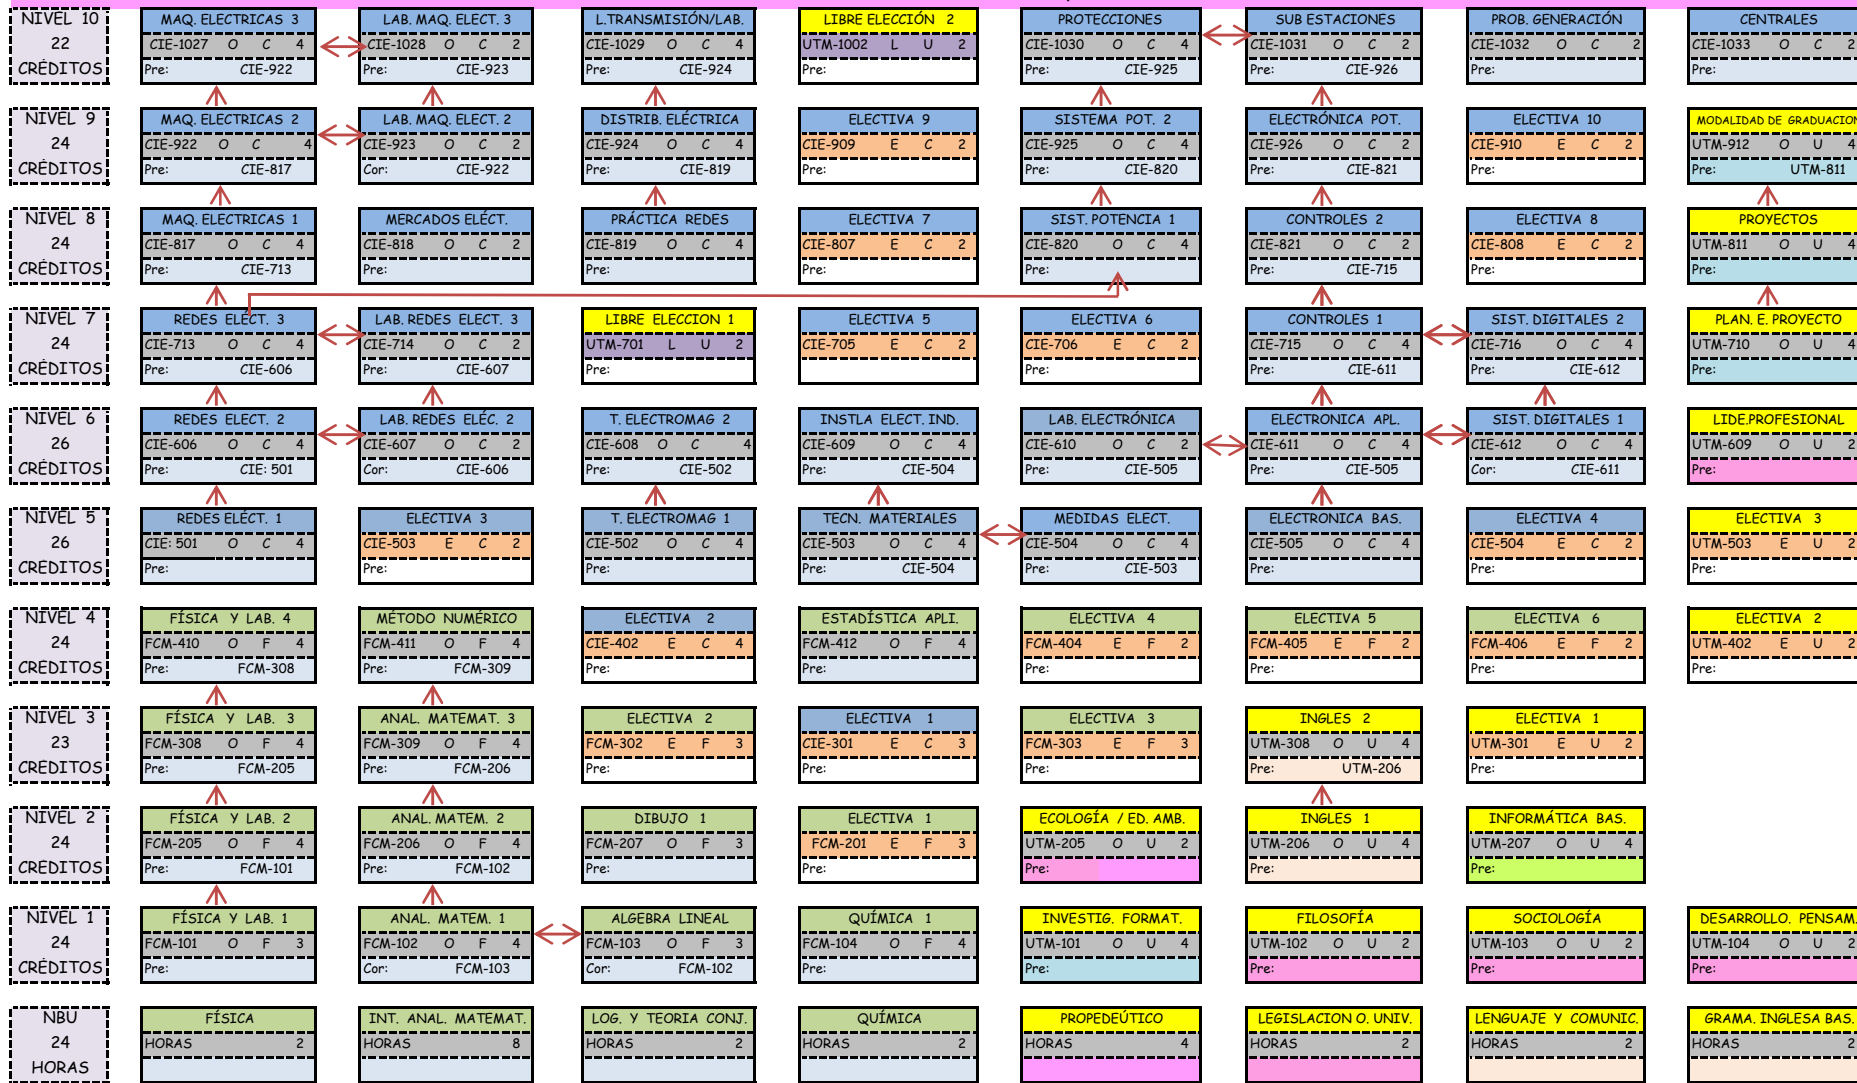 NIVEL 10
22
CRÉDITOS
MAQ. ELECTRICAS 3
CIE-1027 O C 4
Pre: CIE-922
LAB. MAQ. ELECT. 3
CIE-1028 O C 2
Pre: CIE-923
L.TRANSMISIÓN/LAB.
CIE-1029 O C 4
Pre: CIE-924
LIBRE ELECCIÓN 2
UTM-1002 L U 2
Pre:
PROTECCIONES
CIE-1030 O C 4
Pre: CIE-925
SUB ESTACIONES
CIE-1031 O C 2
Pre: CIE-926
PROB. GENERACIÓN
CIE-1032 O C 2
Pre:
CENTRALES
CIE-1033 O C 2
Pre:
NIVEL 9
24
CRÉDITOS
MAQ. ELECTRICAS 2
CIE-922 O C 4
Pre: CIE-817
LAB. MAQ. ELECT. 2
CIE-923 O C 2
Cor: CIE-922
DISTRIB. ELÉCTRICA
CIE-924 O C 4
Pre: CIE-819
ELECTIVA 9
CIE-909 E C 2
Pre:
SISTEMA POT. 2
CIE-925 O C 4
Pre: CIE-820
ELECTRÓNICA POT.
CIE-926 O C 2
Pre: CIE-821
ELECTIVA 10
CIE-910 E C 2
Pre:
MODALIDAD DE GRADUACION
UTM-912 O U 4
Pre: UTM-811
NIVEL 8
24
CRÉDITOS
MAQ. ELECTRICAS 1
CIE-817 O C 4
Pre: CIE-713
MERCADOS ELÉCT.
CIE-818 O C 2
Pre:
PRÁCTICA REDES
CIE-819 O C 4
Pre:
ELECTIVA 7
CIE-807 E C 2
Pre:
SIST. POTENCIA 1
CIE-820 O C 4
Pre:
CONTROLES 2
CIE-821 O C 2
Pre: CIE-715
ELECTIVA 8
CIE-808 E C 2
Pre:
PROYECTOS
UTM-811 O U 4
Pre:
NIVEL 7
24
CRÉDITOS
REDES ELÉCT. 3
CIE-713 O C 4
Pre: CIE-606
LAB. REDES ELECT. 3
CIE-714 O C 2
Pre: CIE-607
LIBRE ELECCION 1
UTM-701 L U 2
Pre:
ELECTIVA 5
CIE-705 E C 2
ELECTIVA 6
CIE-706 E C 2
Pre:
CONTROLES 1
CIE-715 O C 4
Pre: CIE-611
SIST. DIGITALES 2
CIE-716 O C 4
Pre: CIE-612
PLAN. E. PROYECTO
UTM-710 O U 4
Pre:
NIVEL 6
26
CRÉDITOS
REDES ELECT. 2
CIE-606 O C 4
Pre: CIE: 501
LAB. REDES ELÉC. 2
CIE-607 O C 2
Cor: CIE-606
T. ELECTROMAG 2
CIE-608 O C 4
Pre: CIE-502
INSTLA ELECT. IND.
CIE-609 O C 4
Pre: CIE-504
LAB. ELECTRÓNICA
CIE-610 O C 2
Pre: CIE-505
ELECTRONICA APL.
CIE-611 O C 4
Pre: CIE-505
SIST. DIGITALES 1
CIE-612 O C 4
Cor: CIE-611
LIDE.PROFESIONAL
UTM-609 O U 2
Pre:
NIVEL 5
26
CRÉDITOS
REDES ELÉCT. 1
CIE: 501 O C 4
Pre:
ELECTIVA 3
CIE-503 E C 2
Pre:
T. ELECTROMAG 1
CIE-502 O C 4
Pre:
TECN. MATERIALES
CIE-503 O C 4
Pre: CIE-504
MEDIDAS ELECT.
CIE-504 O C 4
Pre: CIE-503
ELECTRONICA BAS.
CIE-505 O C 4
Pre:
ELECTIVA 4
CIE-504 E C 2
Pre:
ELECTIVA 3
UTM-503 E U 2
Pre:
NIVEL 4
24
CRÉDITOS
FÍSICA Y LAB. 4
FCM-410 O F 4
Pre: FCM-308
MÉTODO NUMÉRICO
FCM-411 O F 4
Pre: FCM-309
ELECTIVA 2
CIE-402 E C 4
Pre:
ESTADÍSTICA APLI.
FCM-412 O F 4
Pre:
ELECTIVA 4
FCM-404 E F 2
Pre:
ELECTIVA 5
FCM-405 E F 2
Pre:
ELECTIVA 6
FCM-406 E F 2
Pre:
ELECTIVA 2
UTM-402 E U 2
Pre:
NIVEL 3
23
CRÉDITOS
FÍSICA Y LAB. 3
FCM-308 O F 4
Pre: FCM-205
ANAL. MATEMAT. 3
FCM-309 O F 4
Pre: FCM-206
ELECTIVA 2
FCM-302 E F 3
Pre:
ELECTIVA 1
CIE-301 E C 3
Pre:
ELECTIVA 3
FCM-303 E F 3
Pre:
INGLES 2
UTM-308 O U 4
Pre: UTM-206
ELECTIVA 1
UTM-301 E U 2
Pre:
NIVEL 2
24
CRÉDITOS
FÍSICA Y LAB. 2
FCM-205 O F 4
Pre: FCM-101
ANAL. MATEM. 2
FCM-206 O F 4
Pre: FCM-102
DIBUJO 1
FCM-207 O F 3
Pre:
ELECTIVA 1
FCM-201 E F 3
Pre:
ECOLOGÍA / ED. AMB.
UTM-205 O U 2
Pre:
INGLES 1
UTM-206 O U 4
Pre:
INFORMÁTICA BAS.
UTM-207 O U 4
Pre:
NIVEL 1
24
CRÉDITOS
FÍSICA Y LAB. 1
FCM-101 O F 3
Pre:
ANAL. MATEM. 1
FCM-102 O F 4
Cor: FCM-103
ALGEBRA LINEAL
FCM-103 O F 3
Cor: FCM-102
QUÍMICA 1
FCM-104 O F 4
Pre:
INVESTIG. FORMAT.
UTM-101 O U 4
Pre:
FILOSOFÍA
UTM-102 O U 2
Pre:
SOCIOLOGÍA
UTM-103 O U 2
Pre:
DESARROLLO. PENSAM.
UTM-104 O U 2
Pre:
NBU
24
HORAS
FÍSICA
HORAS 2
INT. ANAL. MATEMAT.
HORAS 8
LOG. Y TEORIA CONJ.
HORAS 2
QUÍMICA
HORAS 2
PROPEDEÚTICO
HORAS 4
LEGISLACION O. UNIV.
HORAS 2
LENGUAJE Y COMUNIC.
HORAS 2
GRAMA. INGLESA BAS.
HORAS 2